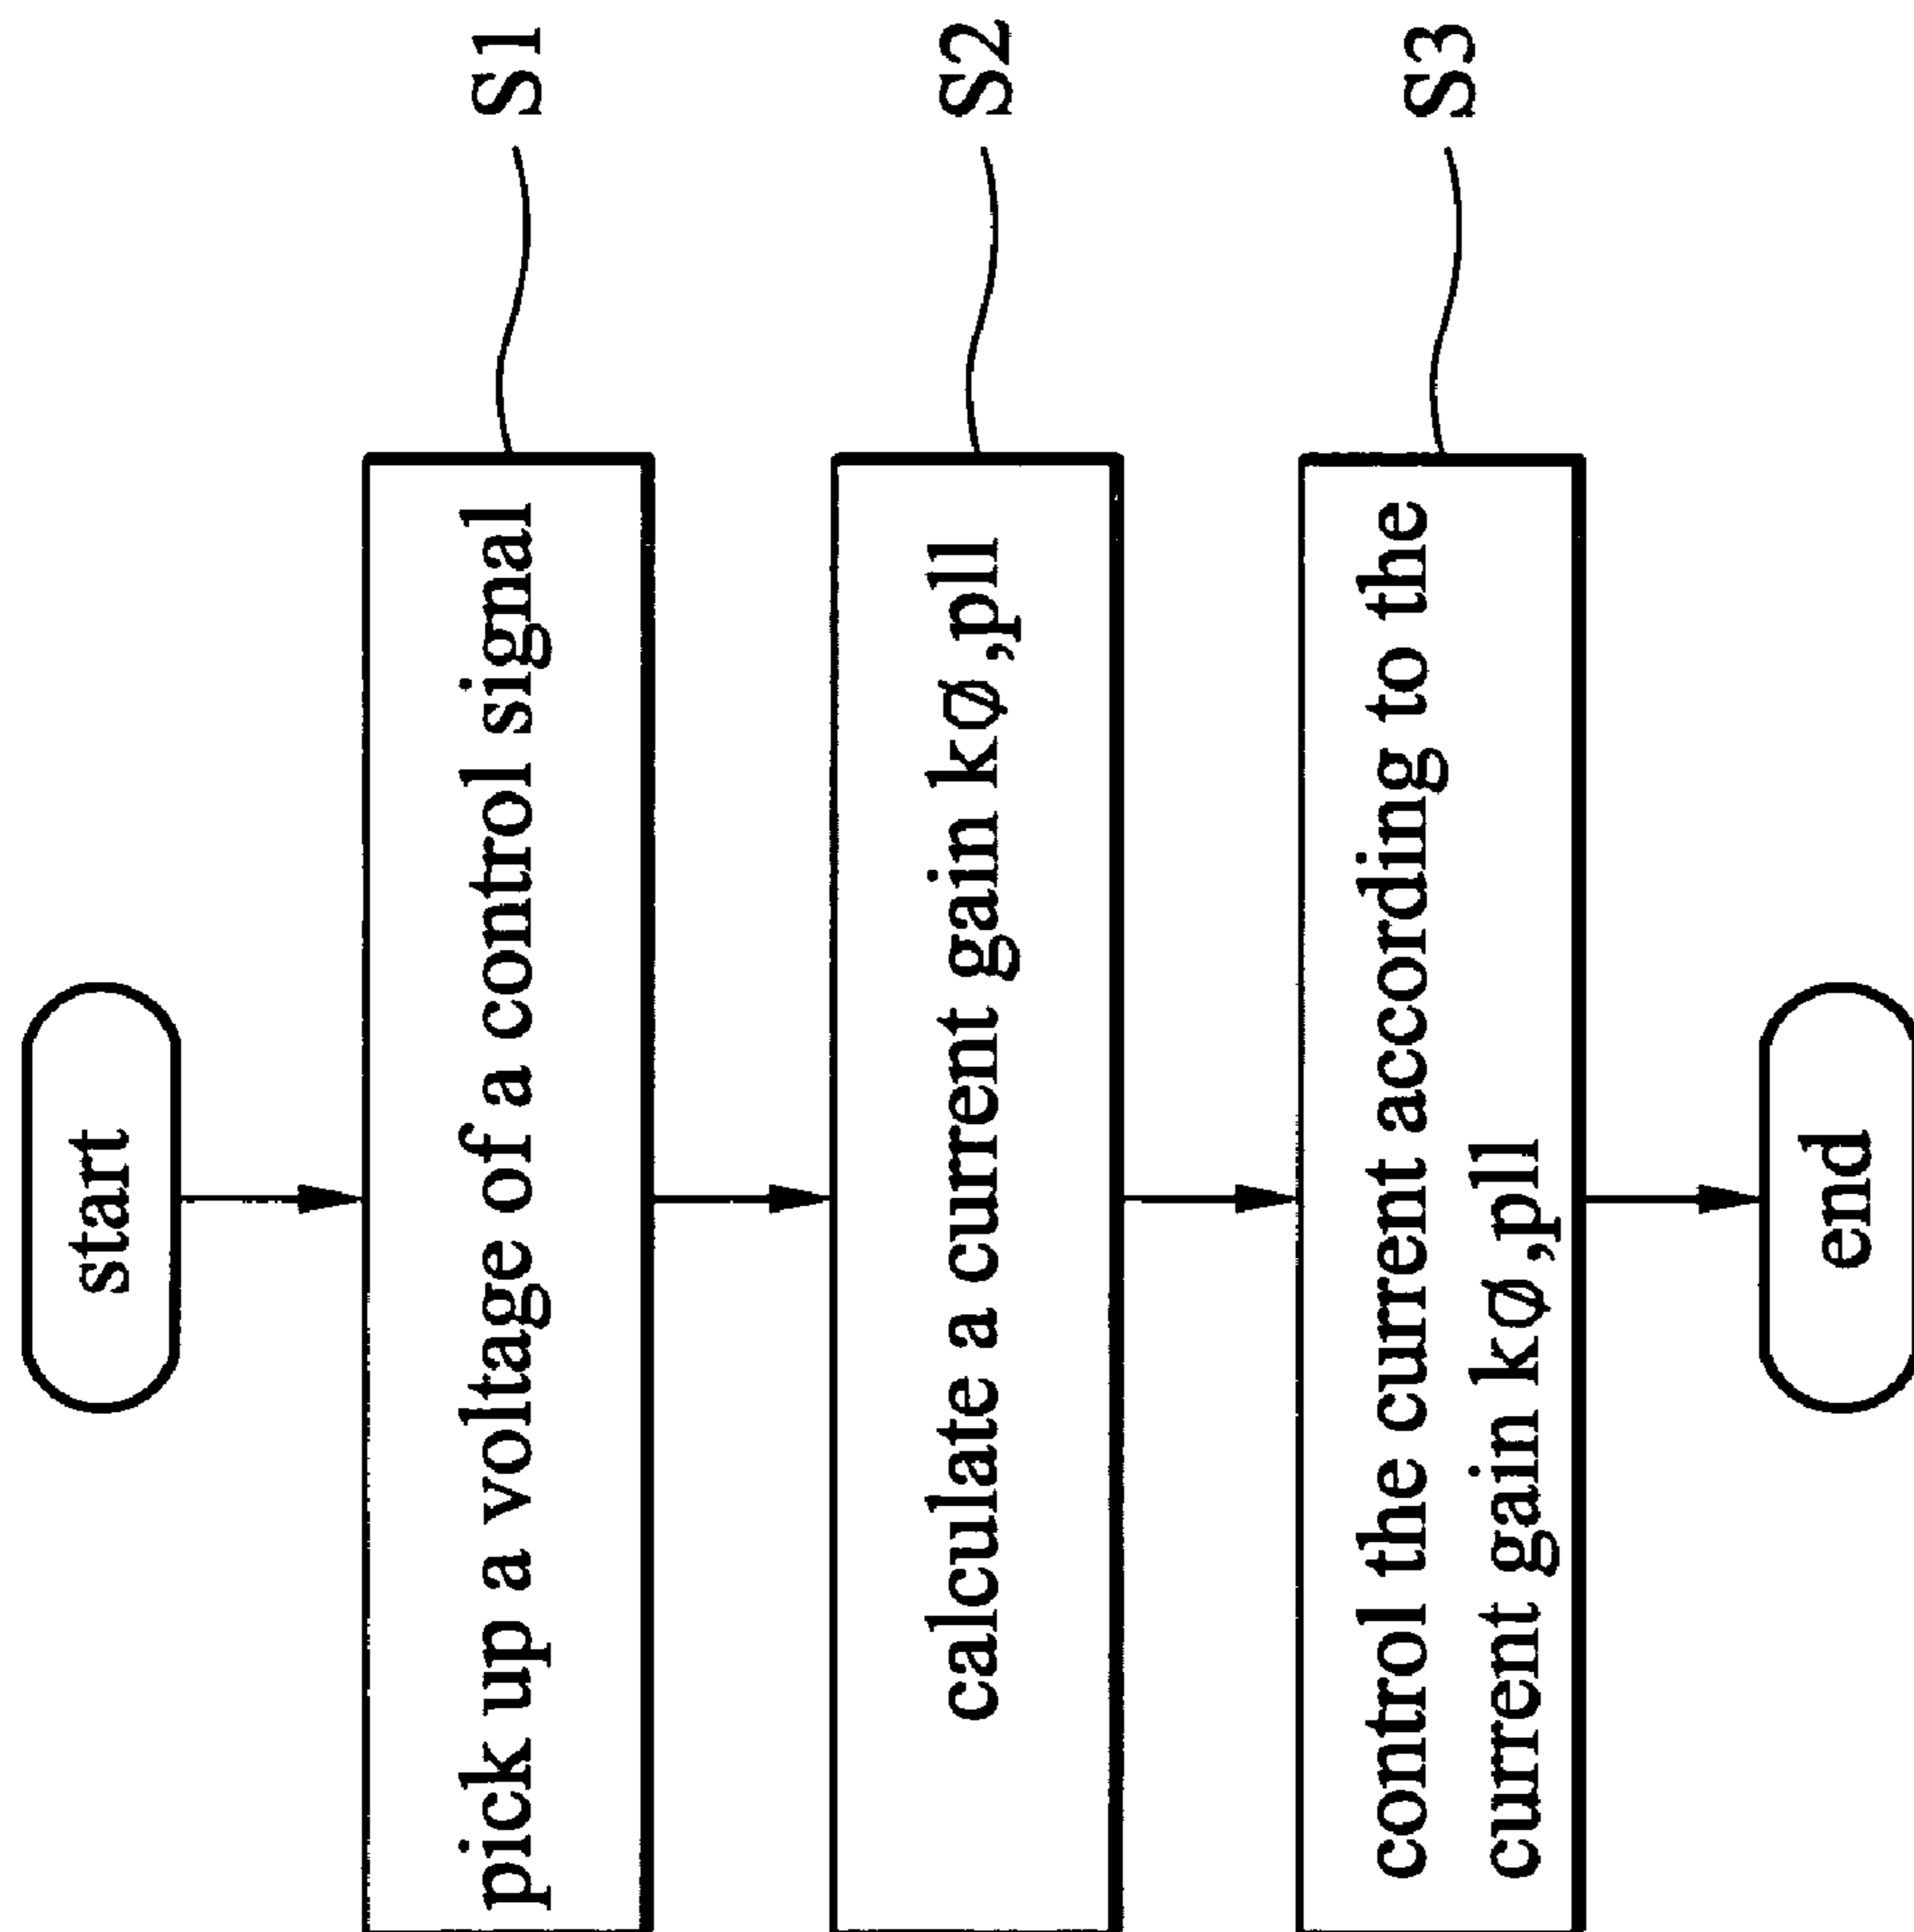 start
pick up a voltage of a control signal
S1
calculate a current gain kø,pll
S2
control the current according to the
current gain kø,pll
S3
end